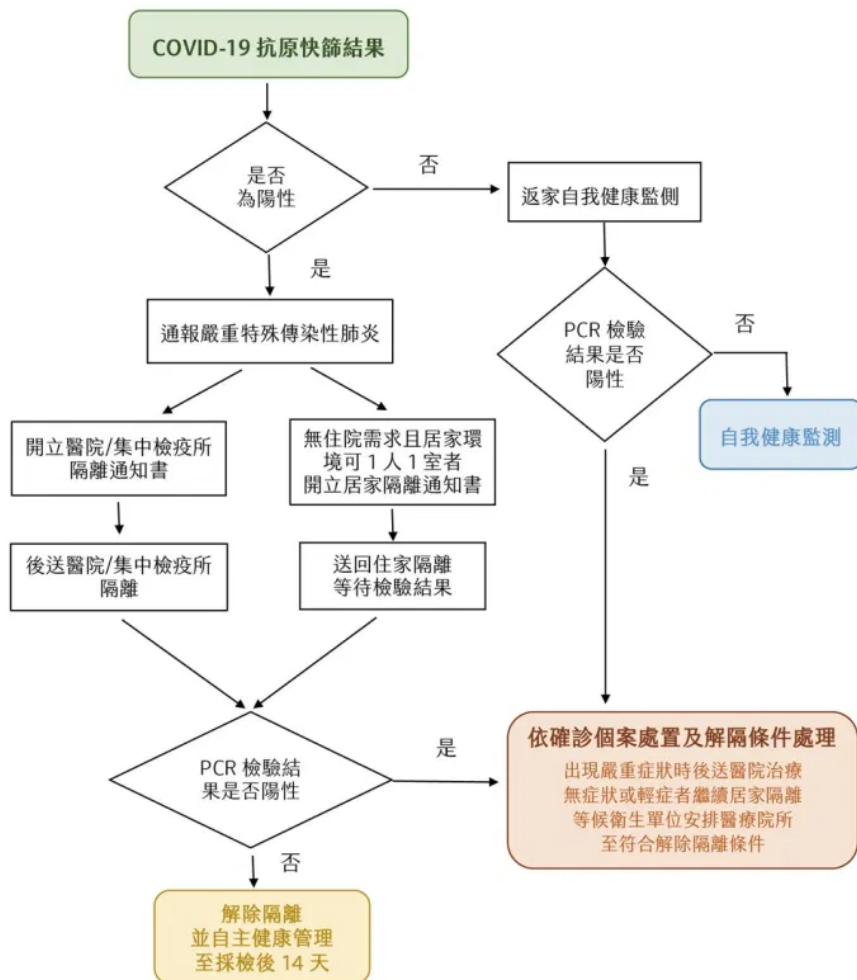 COVID-19 抗原快篩結果
是否
為陽性
否
返家自我健康監側
是
通報嚴重特殊傳染性肺炎
PCR 檢驗
結果是否
陽性
否
自我健康監測
是
開立醫院/集中檢疫所
隔離通知書
無住院需求且居家環
境可 1 人 1 室者
開立居家隔離通知書
後送醫院/集中檢疫所
隔離
送回住家隔離
等待檢驗結果
PCR 檢驗結
果是否陽性
是
依確診個案處置及解隔條件處理
出現嚴重症狀時後送醫院治療
無症狀或輕症者繼續居家隔離
等候衛生單位安排醫療院所
至符合解除隔離條件
否
解除隔離
並自主健康管理
至採檢後 14 天